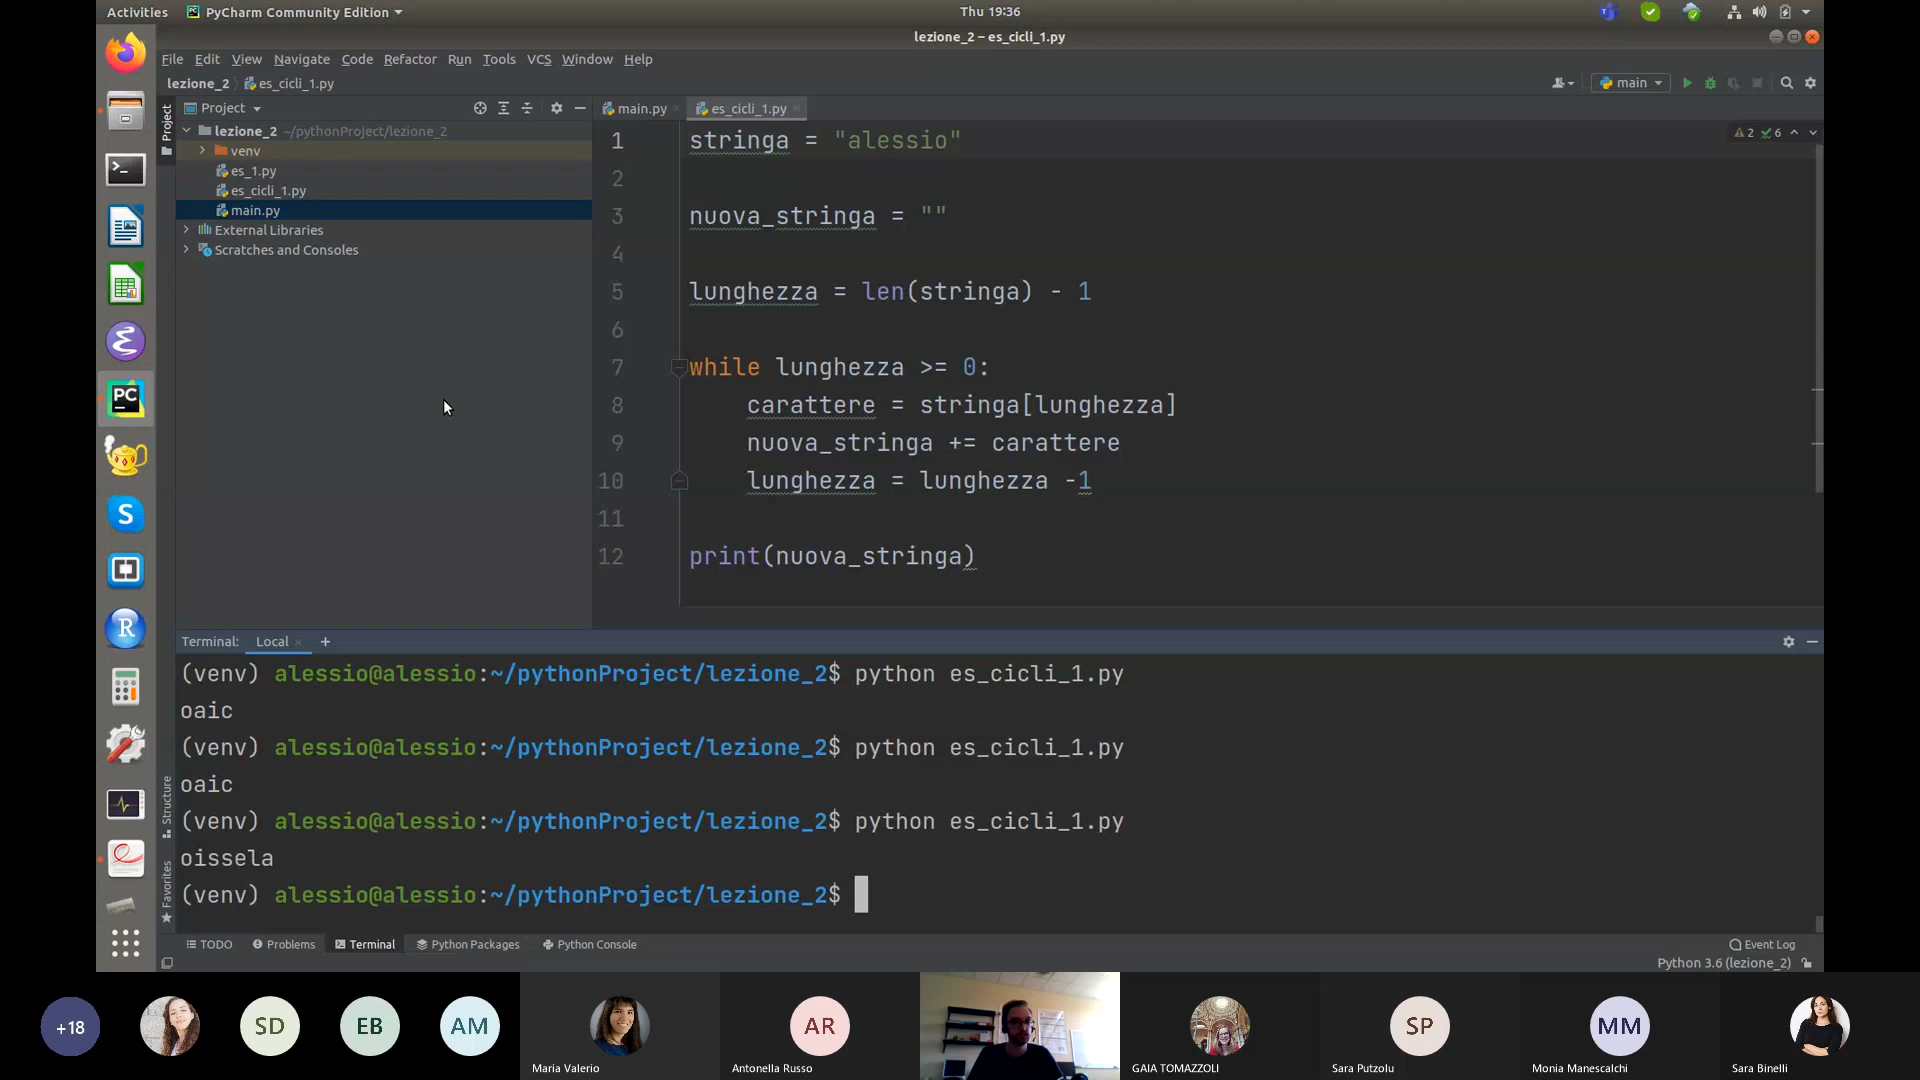 Activities PyCharm Community Edition Thu 19:36
lezione_2 – es_cicli_1.py
File Edit View Navigate Code Refactor Run Tools VCS Window Help
lezione_2 es_cicli_1.py main
Project
Project main.py es_cicli_1.py
lezione_2 ~/pythonProject/lezione_2
venv
es_1.py
es_cicli_1.py
main.py
External Libraries
Scratches and Consoles
2 6
1 stringa = "alessio"
2
3 nuova_stringa = ""
4
5 lunghezza = len(stringa) - 1
6
7 while lunghezza >= 0:
8 carattere = stringa[lunghezza]
9 nuova_stringa += carattere
10 lunghezza = lunghezza -1
11
12 print(nuova_stringa)
Terminal: Local +
(venv) alessio@alessio:~/pythonProject/lezione_2$ python es_cicli_1.py
oaic
(venv) alessio@alessio:~/pythonProject/lezione_2$ python es_cicli_1.py
oaic
(venv) alessio@alessio:~/pythonProject/lezione_2$ python es_cicli_1.py
oissela
(venv) alessio@alessio:~/pythonProject/lezione_2$
Structure
Favorites
TODO Problems Terminal Python Packages Python Console Event Log
Python 3.6 (lezione_2)
PC
S
R
+18 SD EB AM AR SP MM
Maria Valerio Antonella Russo GAIA TOMAZZOLI Sara Putzolu Monia Manescalchi Sara Binelli